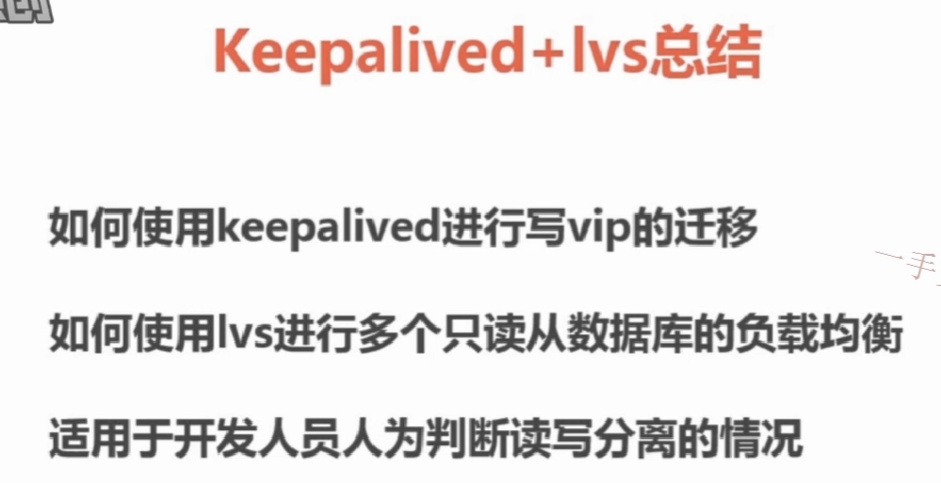 Keepalived+lvs总结
如何使用keepalived进行写vip的迁移
一手
如何使用lvs进行多个只读从数据库的负载均衡
适用于开发人员人为判断读写分离的情况